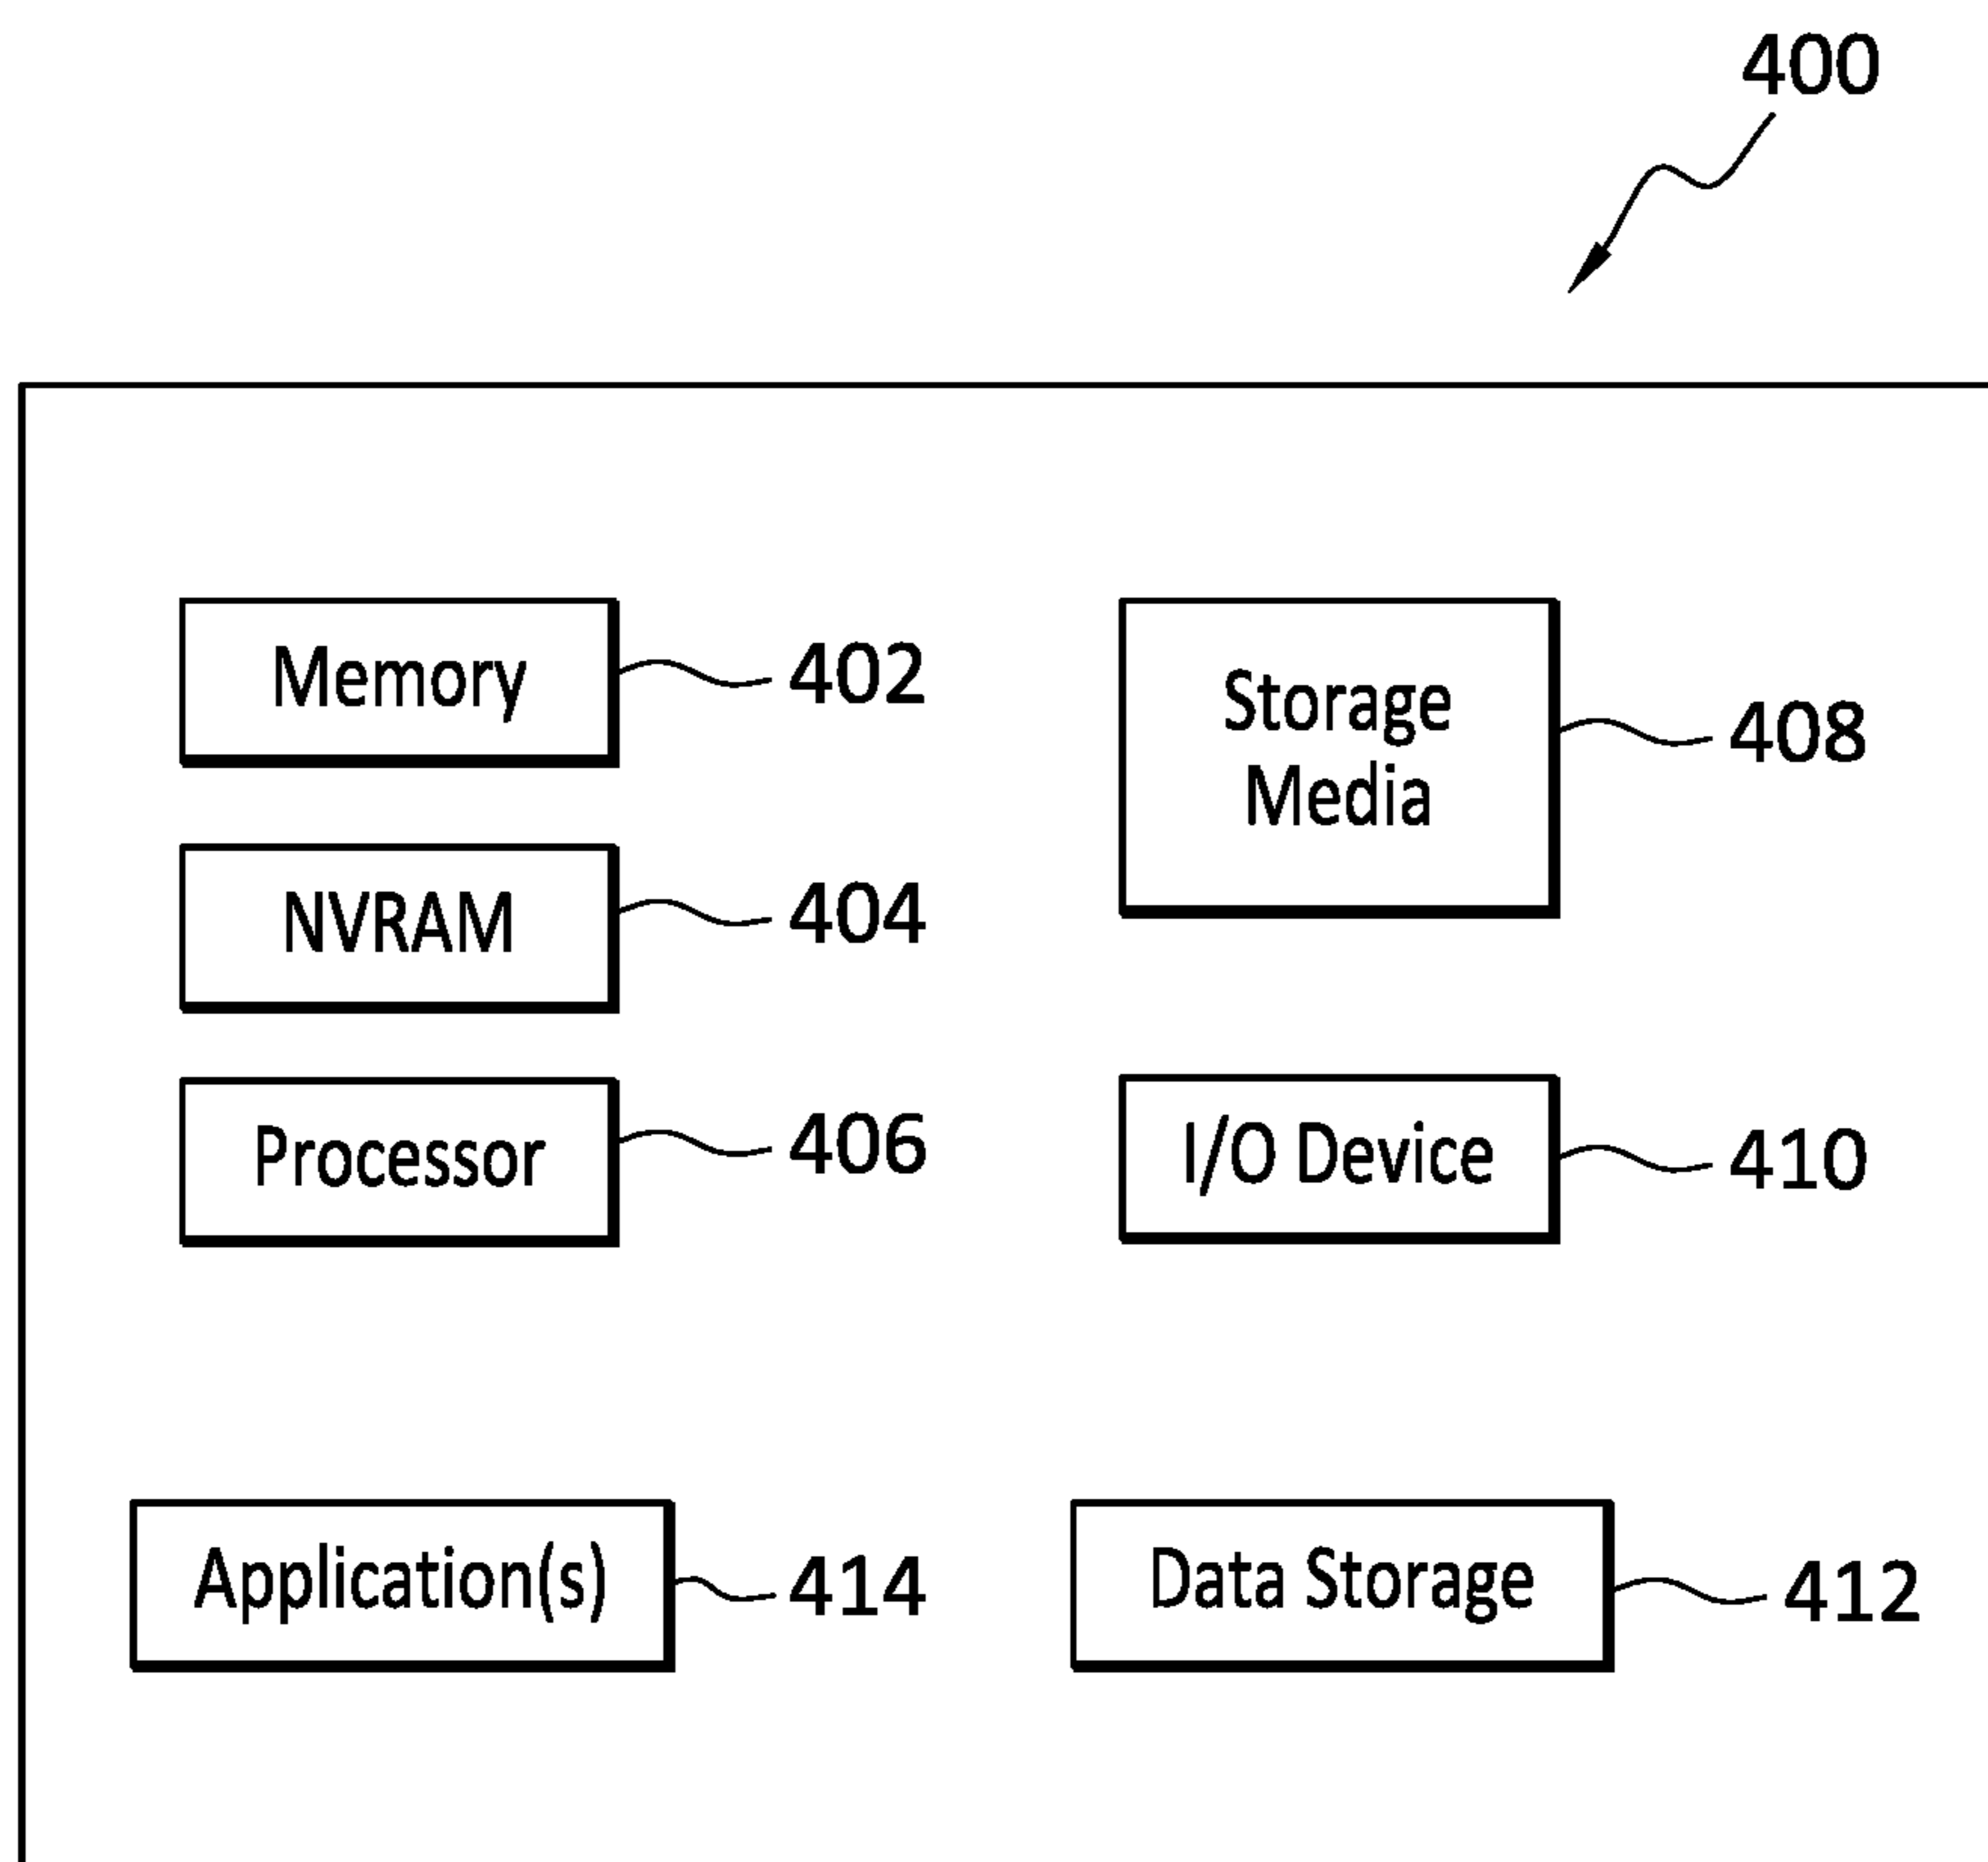 400
Memory
402
Storage
Media
408
NVRAM
404
Processor
406
I/O Device
410
Application(s)
414
Data Storage
412